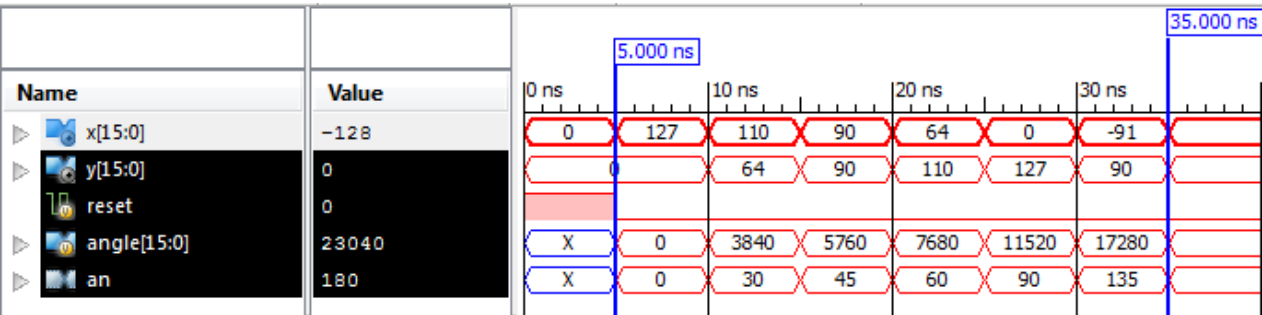 35.000 ns
5.000 ns
Name Value 0 ns 10 ns 20 ns 30 ns
x[15:0] -128 0 127 110 90 64 0 -91
y[15:0] 0 0 64 90 110 127 90
reset 0
angle[15:0] 23040 X 0 3840 5760 7680 11520 17280
an 180 X 0 30 45 60 90 135